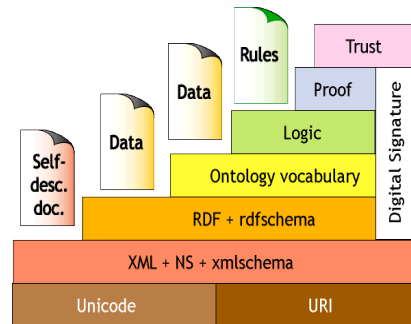 Rules
Trust
Data
Proof
Data
Logic
Self-
desc.
doc.
Ontology vocabulary
Digital Signature
RDF + rdfschema
XML + NS + xmlschema
Unicode
URI